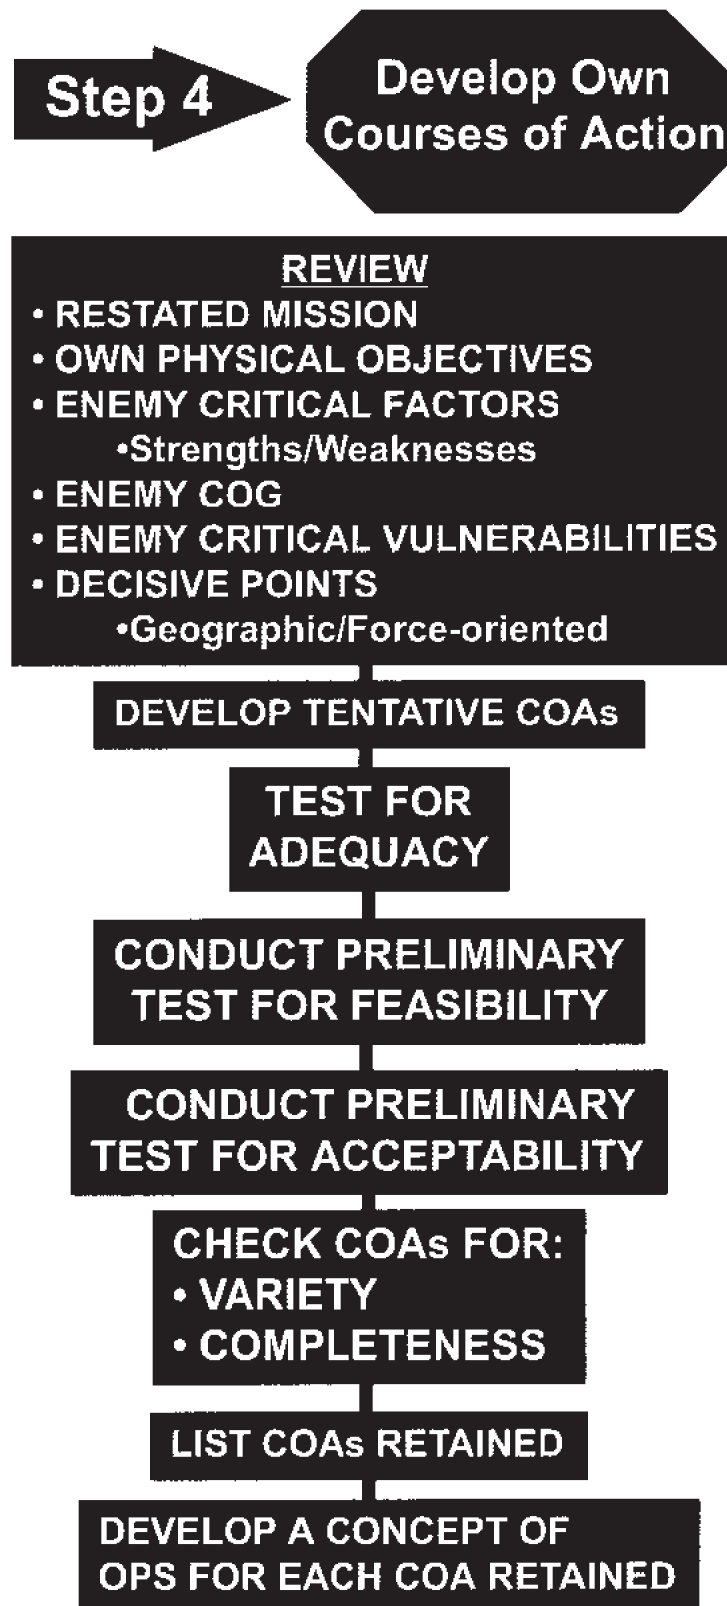 Step 4
Develop Own
Courses of Action
REVIEW
• RESTATED MISSION
• OWN PHYSICAL OBJECTIVES
• ENEMY CRITICAL FACTORS
•Strengths/Weaknesses
• ENEMY COG
• ENEMY CRITICAL VULNERABILITIES
• DECISIVE POINTS
•Geographic/Force-oriented
DEVELOP TENTATIVE COAs
TEST FOR
ADEQUACY
CONDUCT PRELIMINARY
TEST FOR FEASIBILITY
CONDUCT PRELIMINARY
TEST FOR ACCEPTABILITY
CHECK COAs FOR:
• VARIETY
• COMPLETENESS
LIST COAs RETAINED
DEVELOP A CONCEPT OF
OPS FOR EACH COA RETAINED